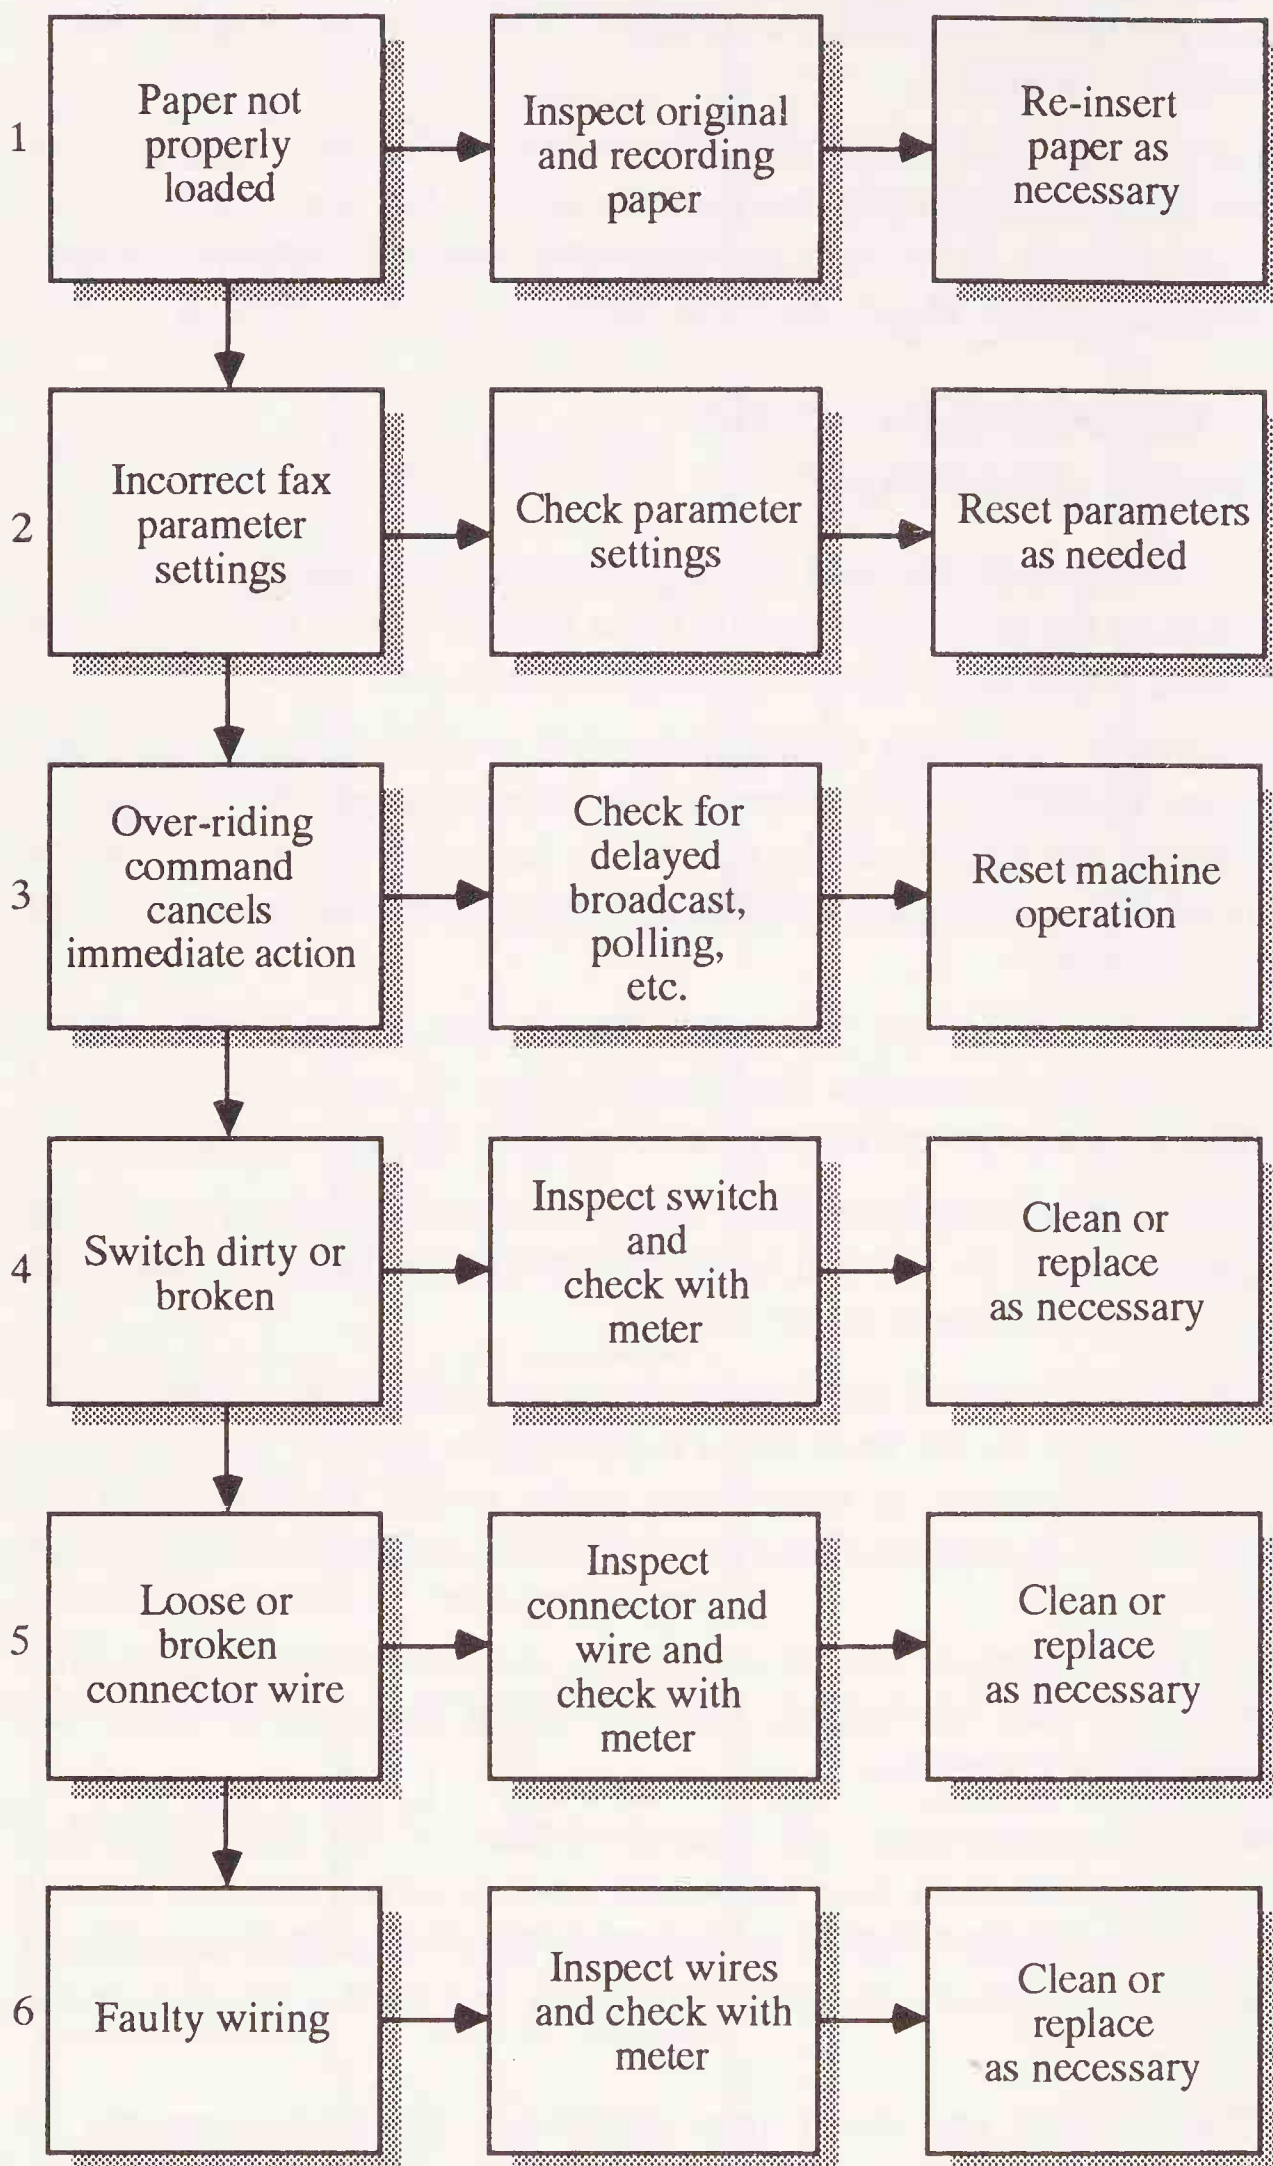 1
Paper not
properly
loaded
Inspect original
and recording
paper
Re-insert
paper as
necessary
2
Incorrect fax
parameter
settings
Check parameter
settings
Reset parameters
as needed
3
Over-riding
command
cancels
immediate action
Check for
delayed
broadcast,
polling,
etc.
Reset machine
operation
4
Switch dirty or
broken
Inspect switch
and
check with
meter
Clean or
replace
as necessary
5
Loose or
broken
connector wire
Inspect
connector and
wire and
check with
meter
Clean or
replace
as necessary
6
Faulty wiring
Inspect wires
and check with
meter
Clean or
replace
as necessary